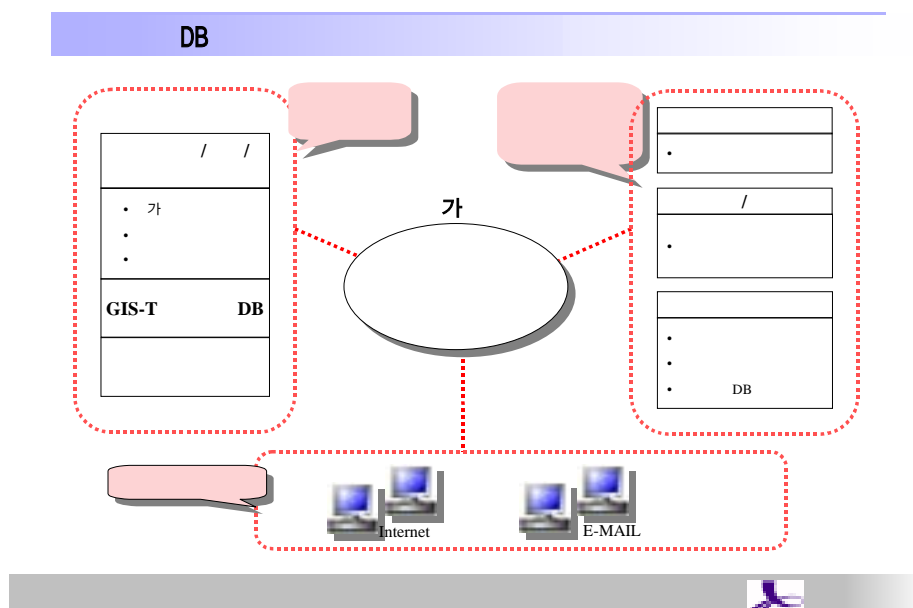 DB
/ /
• 가
•
•
GIS-T DB
가
•
/
•
•
•
• DB
Internet
E-MAIL